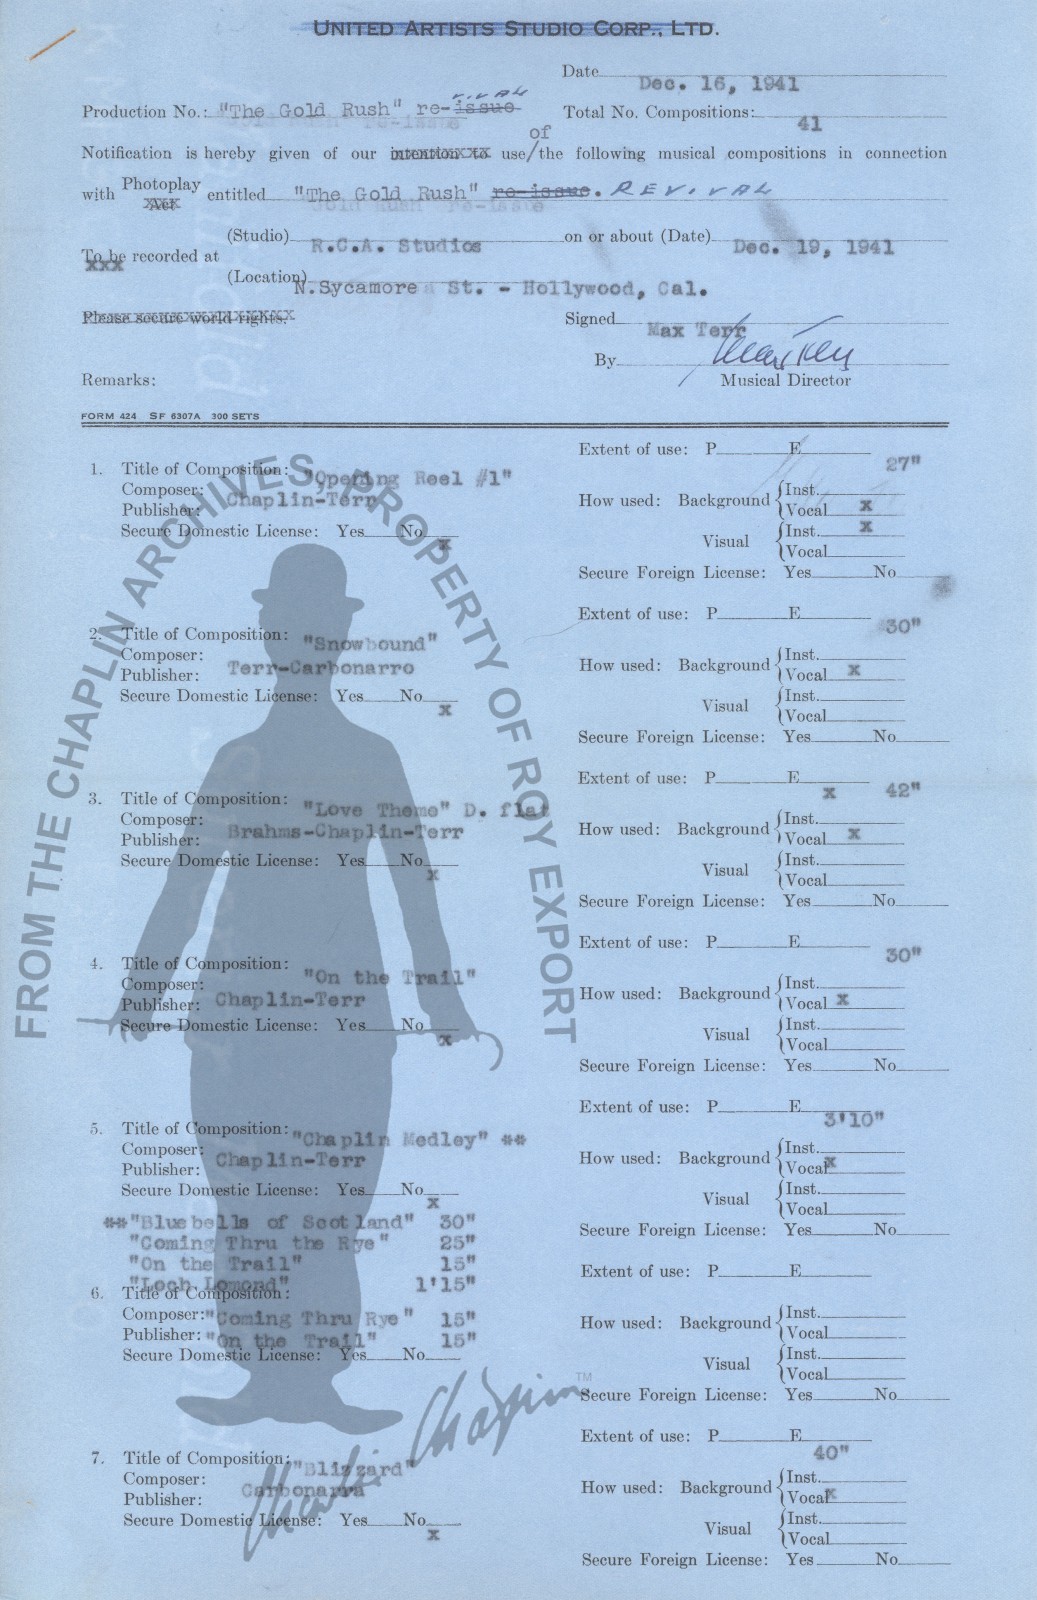 UNITED ARTISTS STUDIO CORP., LTD.
Date Dec. 16, 1941
Production No.: "The Gold Rush" re-issue vival
Total No. Compositions: 41
Notification is hereby given of our intention to use/of the following musical compositions in connection
with Photoplay Act entitled "The Gold Rush" re-issue. REVIVAL
(Studio) R.C.A. Studios on or about (Date) Dec. 19, 1941
To be recorded at
(Location) N.Sycamore St. - Hollywood, Cal.
Please secure world rights.
Signed Max Terr
By Max Terr
Remarks:
Musical Director
FORM 424 SF 6307A 300 SETS
FROM THE CHAPLIN ARCHIVES, PROPERTY OF ROY EXPORT
Extent of use: P E 27"
1. Title of Composition: "Opening Reel #1"
Composer: Chaplin-Terr
How used: Background Inst.
Publisher:
Vocal x
Secure Domestic License: Yes No x
Visual Inst. x
Vocal
Secure Foreign License: Yes No
Extent of use: P E 30"
2. Title of Composition: "Snowbound"
Composer: Terr-Carbonarro
How used: Background Inst.
Publisher:
Vocal x
Secure Domestic License: Yes No x
Visual Inst.
Vocal
Secure Foreign License: Yes No
Extent of use: P E x 42"
3. Title of Composition: "Love Theme" D. flat
Composer: Brahms-Chaplin-Terr
How used: Background Inst.
Publisher:
Vocal x
Secure Domestic License: Yes No x
Visual Inst.
Vocal
Secure Foreign License: Yes No
Extent of use: P E 30"
4. Title of Composition: "On the Trail"
Composer: Chaplin-Terr
How used: Background Inst.
Publisher:
Vocal x
Secure Domestic License: Yes No x
Visual Inst.
Vocal
Secure Foreign License: Yes No
Extent of use: P E 3'10"
5. Title of Composition: "Chaplin Medley" **
Composer: Chaplin-Terr
How used: Background Inst.
Publisher:
Vocal x
Secure Domestic License: Yes No x
Visual Inst.
Vocal
**"Bluebells of Scotland" 30"
Secure Foreign License: Yes No
"Coming Thru the Rye" 25"
"On the Trail" 15"
Extent of use: P E
"Loch Lomond" 1'15"
6. Title of Composition:
Composer: "Coming Thru Rye" 15"
How used: Background Inst.
Publisher: "On the Trail" 15"
Vocal
Secure Domestic License: Yes No
Visual Inst.
Vocal
TM
Secure Foreign License: Yes No
Charlie Chaplin
Extent of use: P E 40"
7. Title of Composition: "Blizzard"
Composer: Carbonarra
How used: Background Inst.
Publisher:
Vocal x
Secure Domestic License: Yes No x
Visual Inst.
Vocal
Secure Foreign License: Yes No